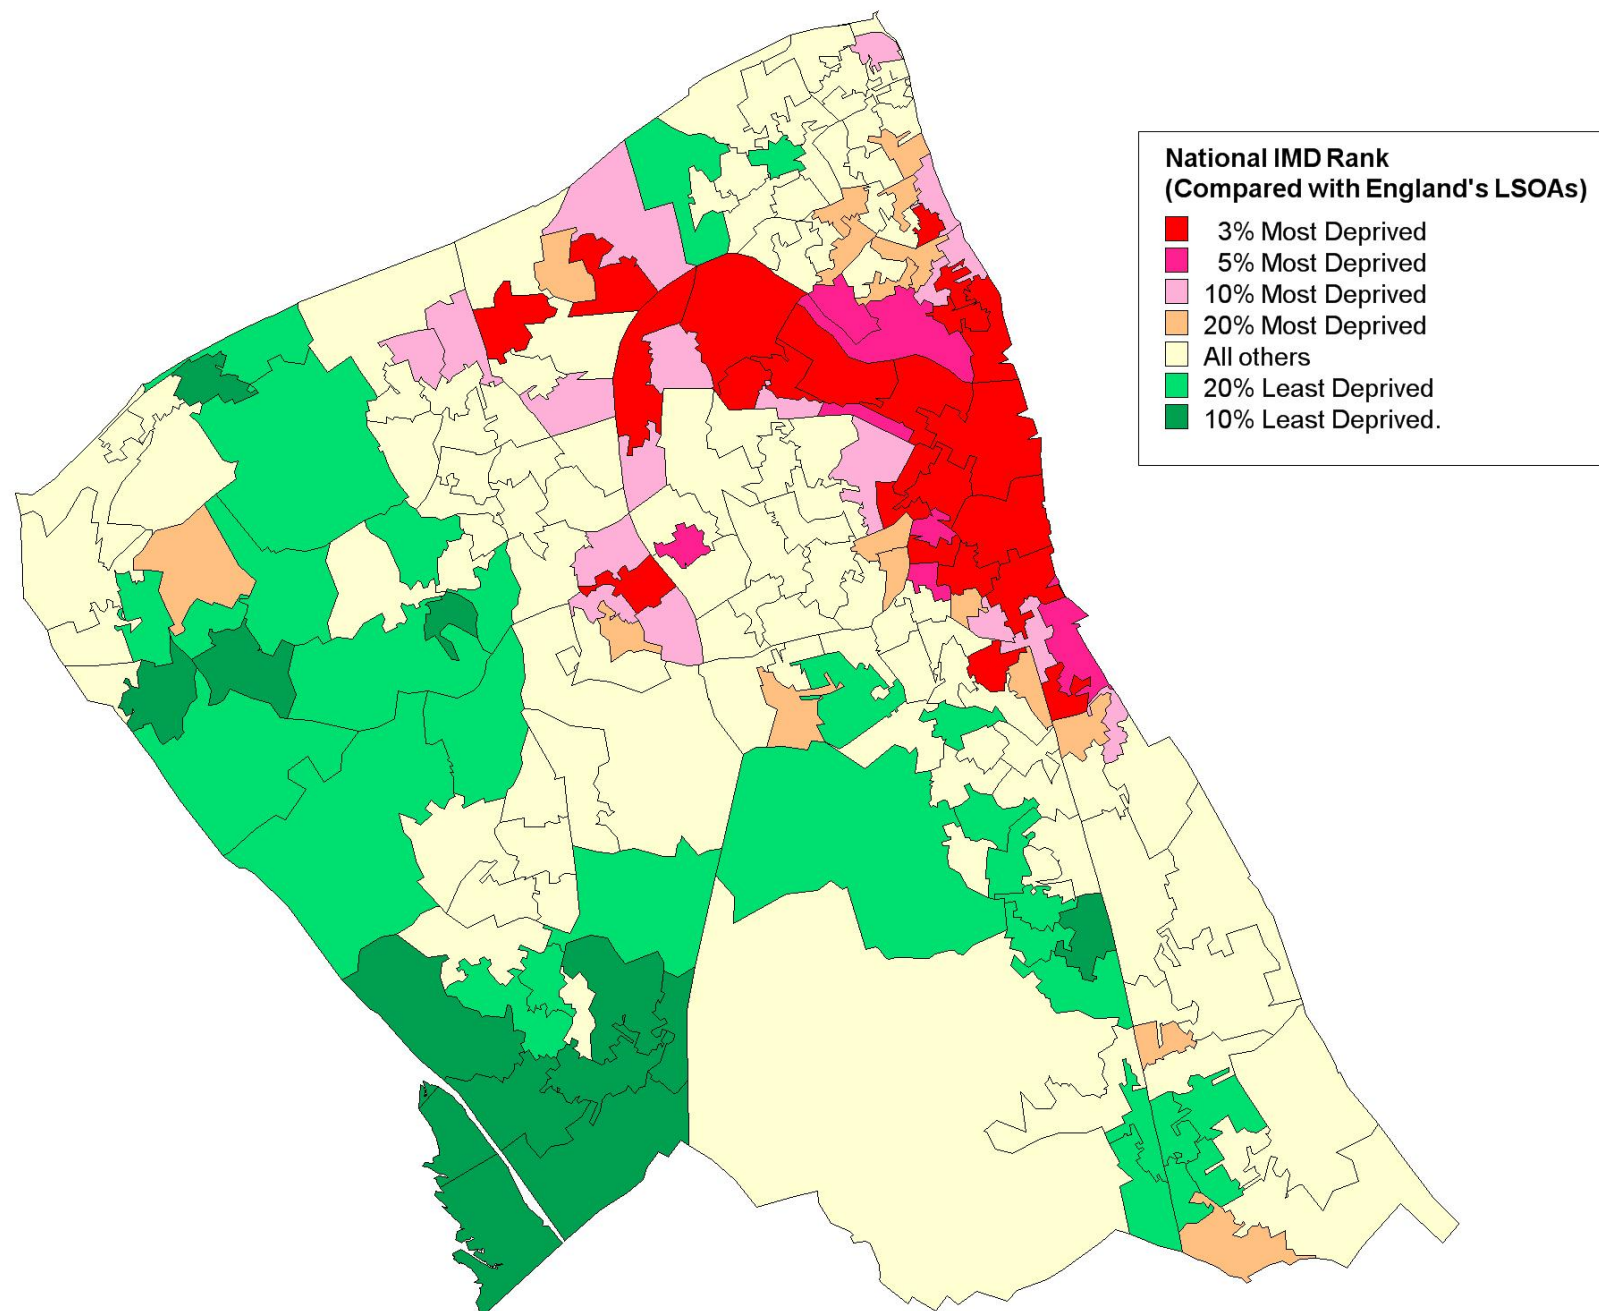 National IMD Rank
(Compared with England's LSOAs)
3% Most Deprived
5% Most Deprived
10% Most Deprived
20% Most Deprived
All others
20% Least Deprived
10% Least Deprived.